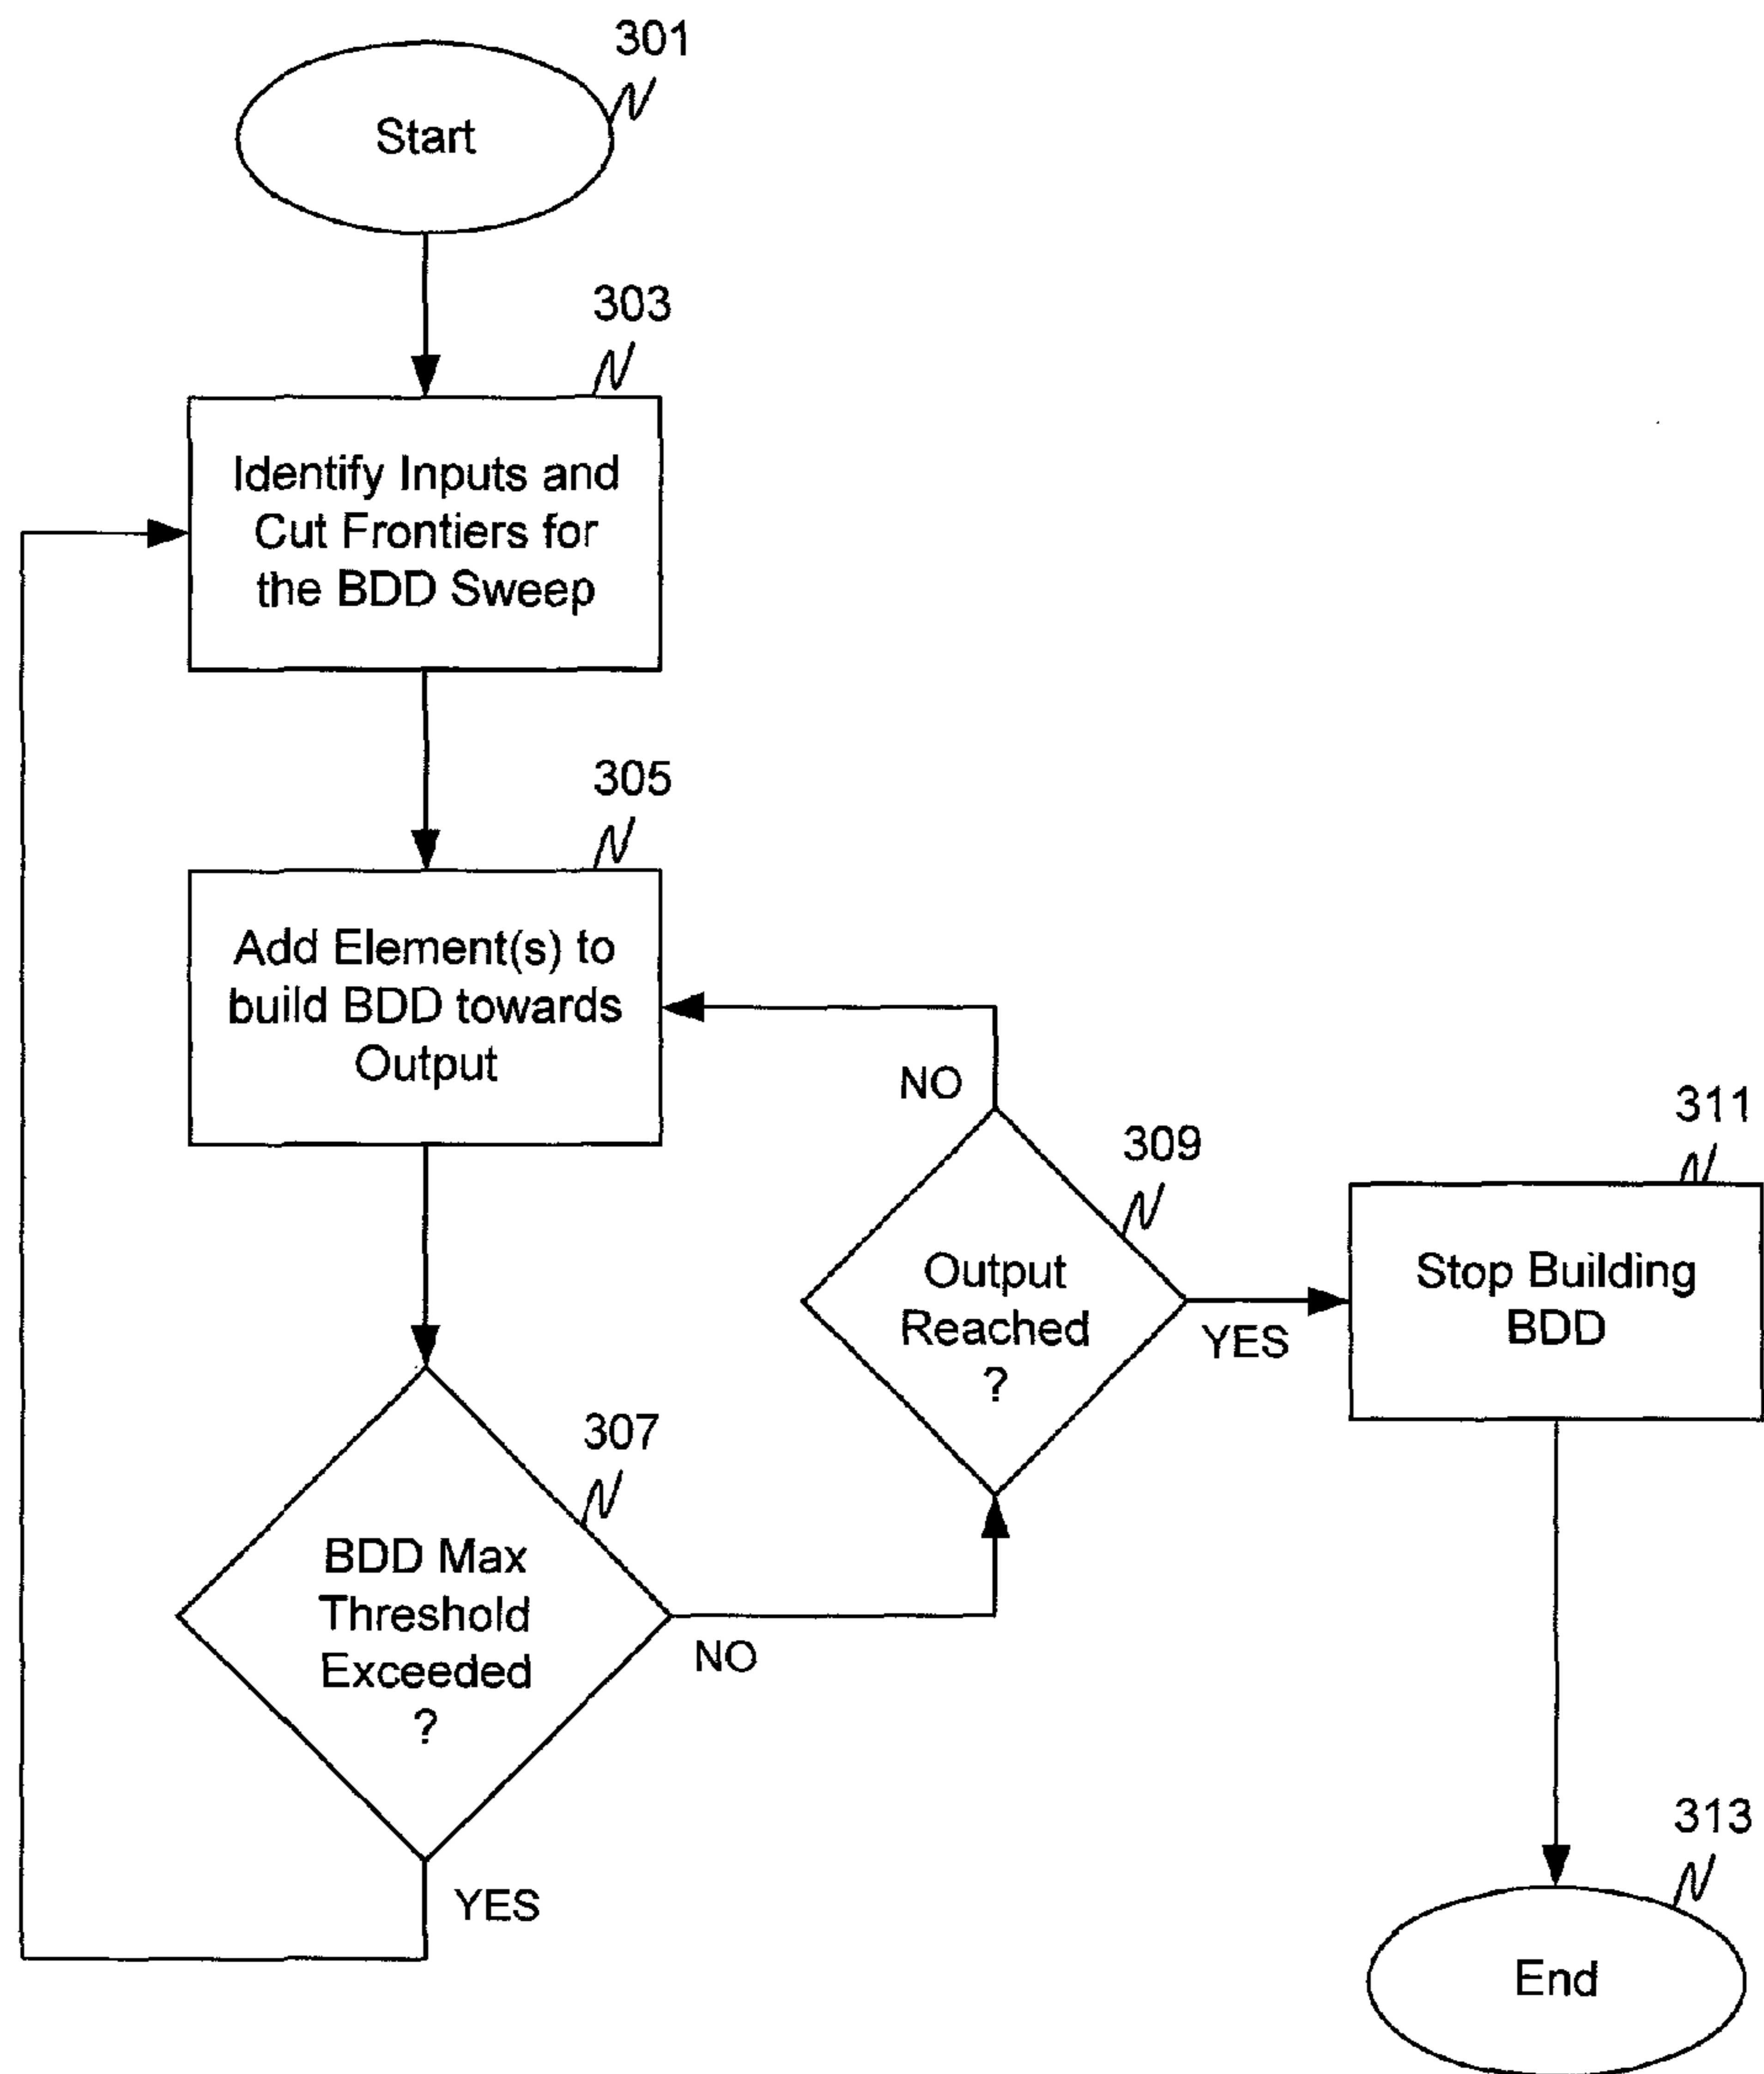 301
Start
303
Identify Inputs and
Cut Frontiers for
the BDD Sweep
305
Add Element(s) to
build BDD towards
Output
NO
309
Output
Reached
?
YES
311
Stop Building
BDD
307
BDD Max
Threshold
Exceeded
?
NO
YES
313
End